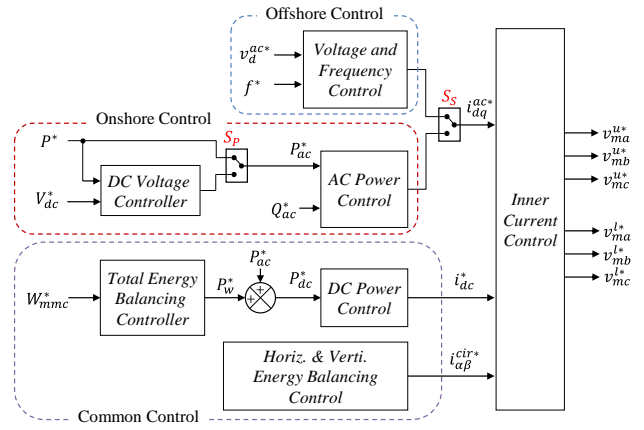 Offshore Control
v_d^{ac*}
f^*
Voltage and
Frequency
Control
S_S
i_{dq}^{ac*}
Onshore Control
P^*
V_{dc}^*
DC Voltage
Controller
S_P
P_{ac}^*
Q_{ac}^*
AC Power
Control
Inner
Current
Control
v_{ma}^{u*}
v_{mb}^{u*}
v_{mc}^{u*}
v_{ma}^{l*}
v_{mb}^{l*}
v_{mc}^{l*}
W_{mmc}^*
Total Energy
Balancing
Controller
P_w^*
P_{ac}^*
+
+
P_{dc}^*
DC Power
Control
i_{dc}^*
Horiz. & Verti.
Energy Balancing
Control
i_{αβ}^{cir*}
Common Control